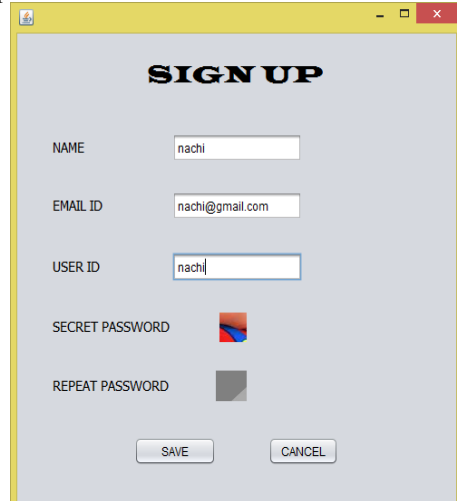 SIGN UP
NAME nachi
EMAIL ID nachi@gmail.com
USER ID nachi
SECRET PASSWORD
REPEAT PASSWORD
SAVE CANCEL